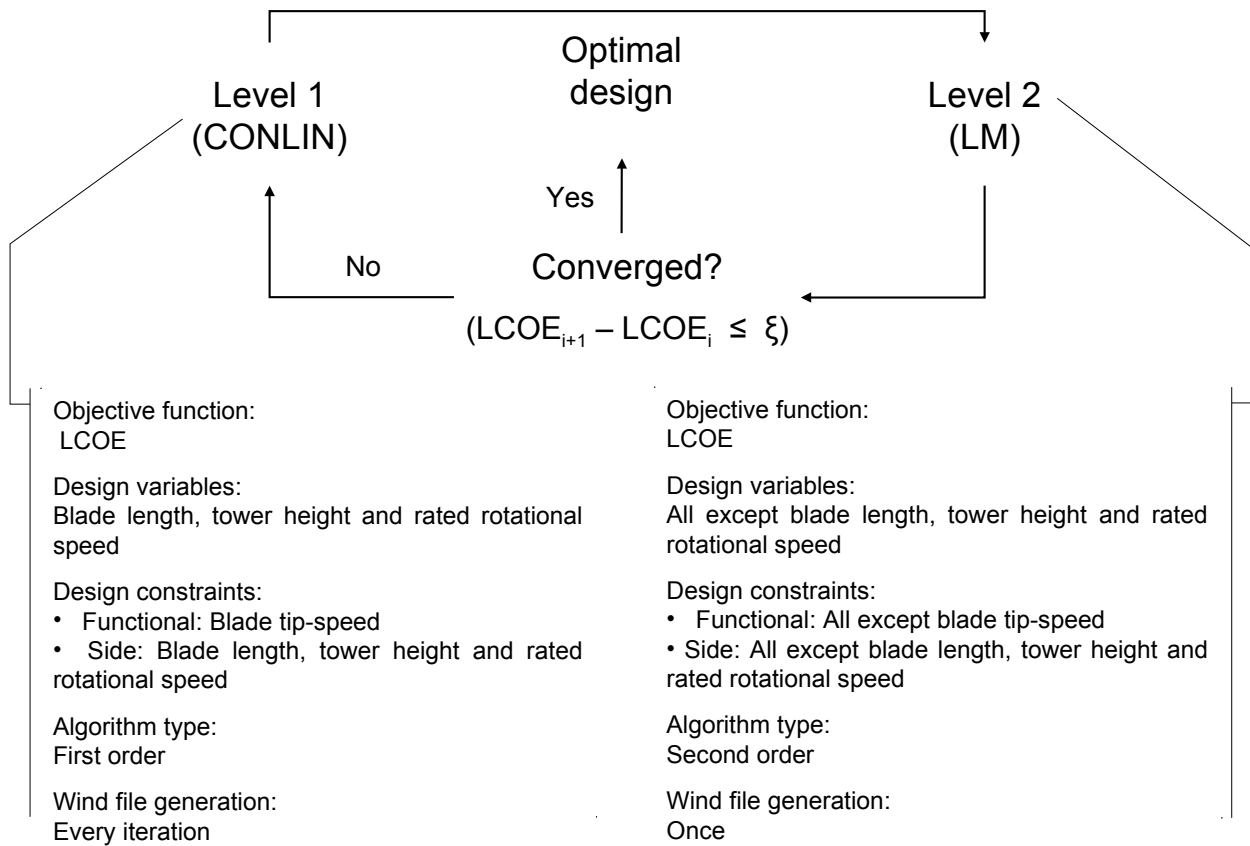 Optimal
design
Level 1
(CONLIN)
Level 2
(LM)
Yes
No
Converged?
(LCOEi+1 – LCOEi ≤ ξ)
Objective function:
LCOE
Design variables:
Blade length, tower height and rated rotational
speed
Design constraints:
• Functional: Blade tip-speed
• Side: Blade length, tower height and rated
rotational speed
Algorithm type:
First order
Wind file generation:
Every iteration
Objective function:
LCOE
Design variables:
All except blade length, tower height and rated
rotational speed
Design constraints:
• Functional: All except blade tip-speed
• Side: All except blade length, tower height and
rated rotational speed
Algorithm type:
Second order
Wind file generation:
Once